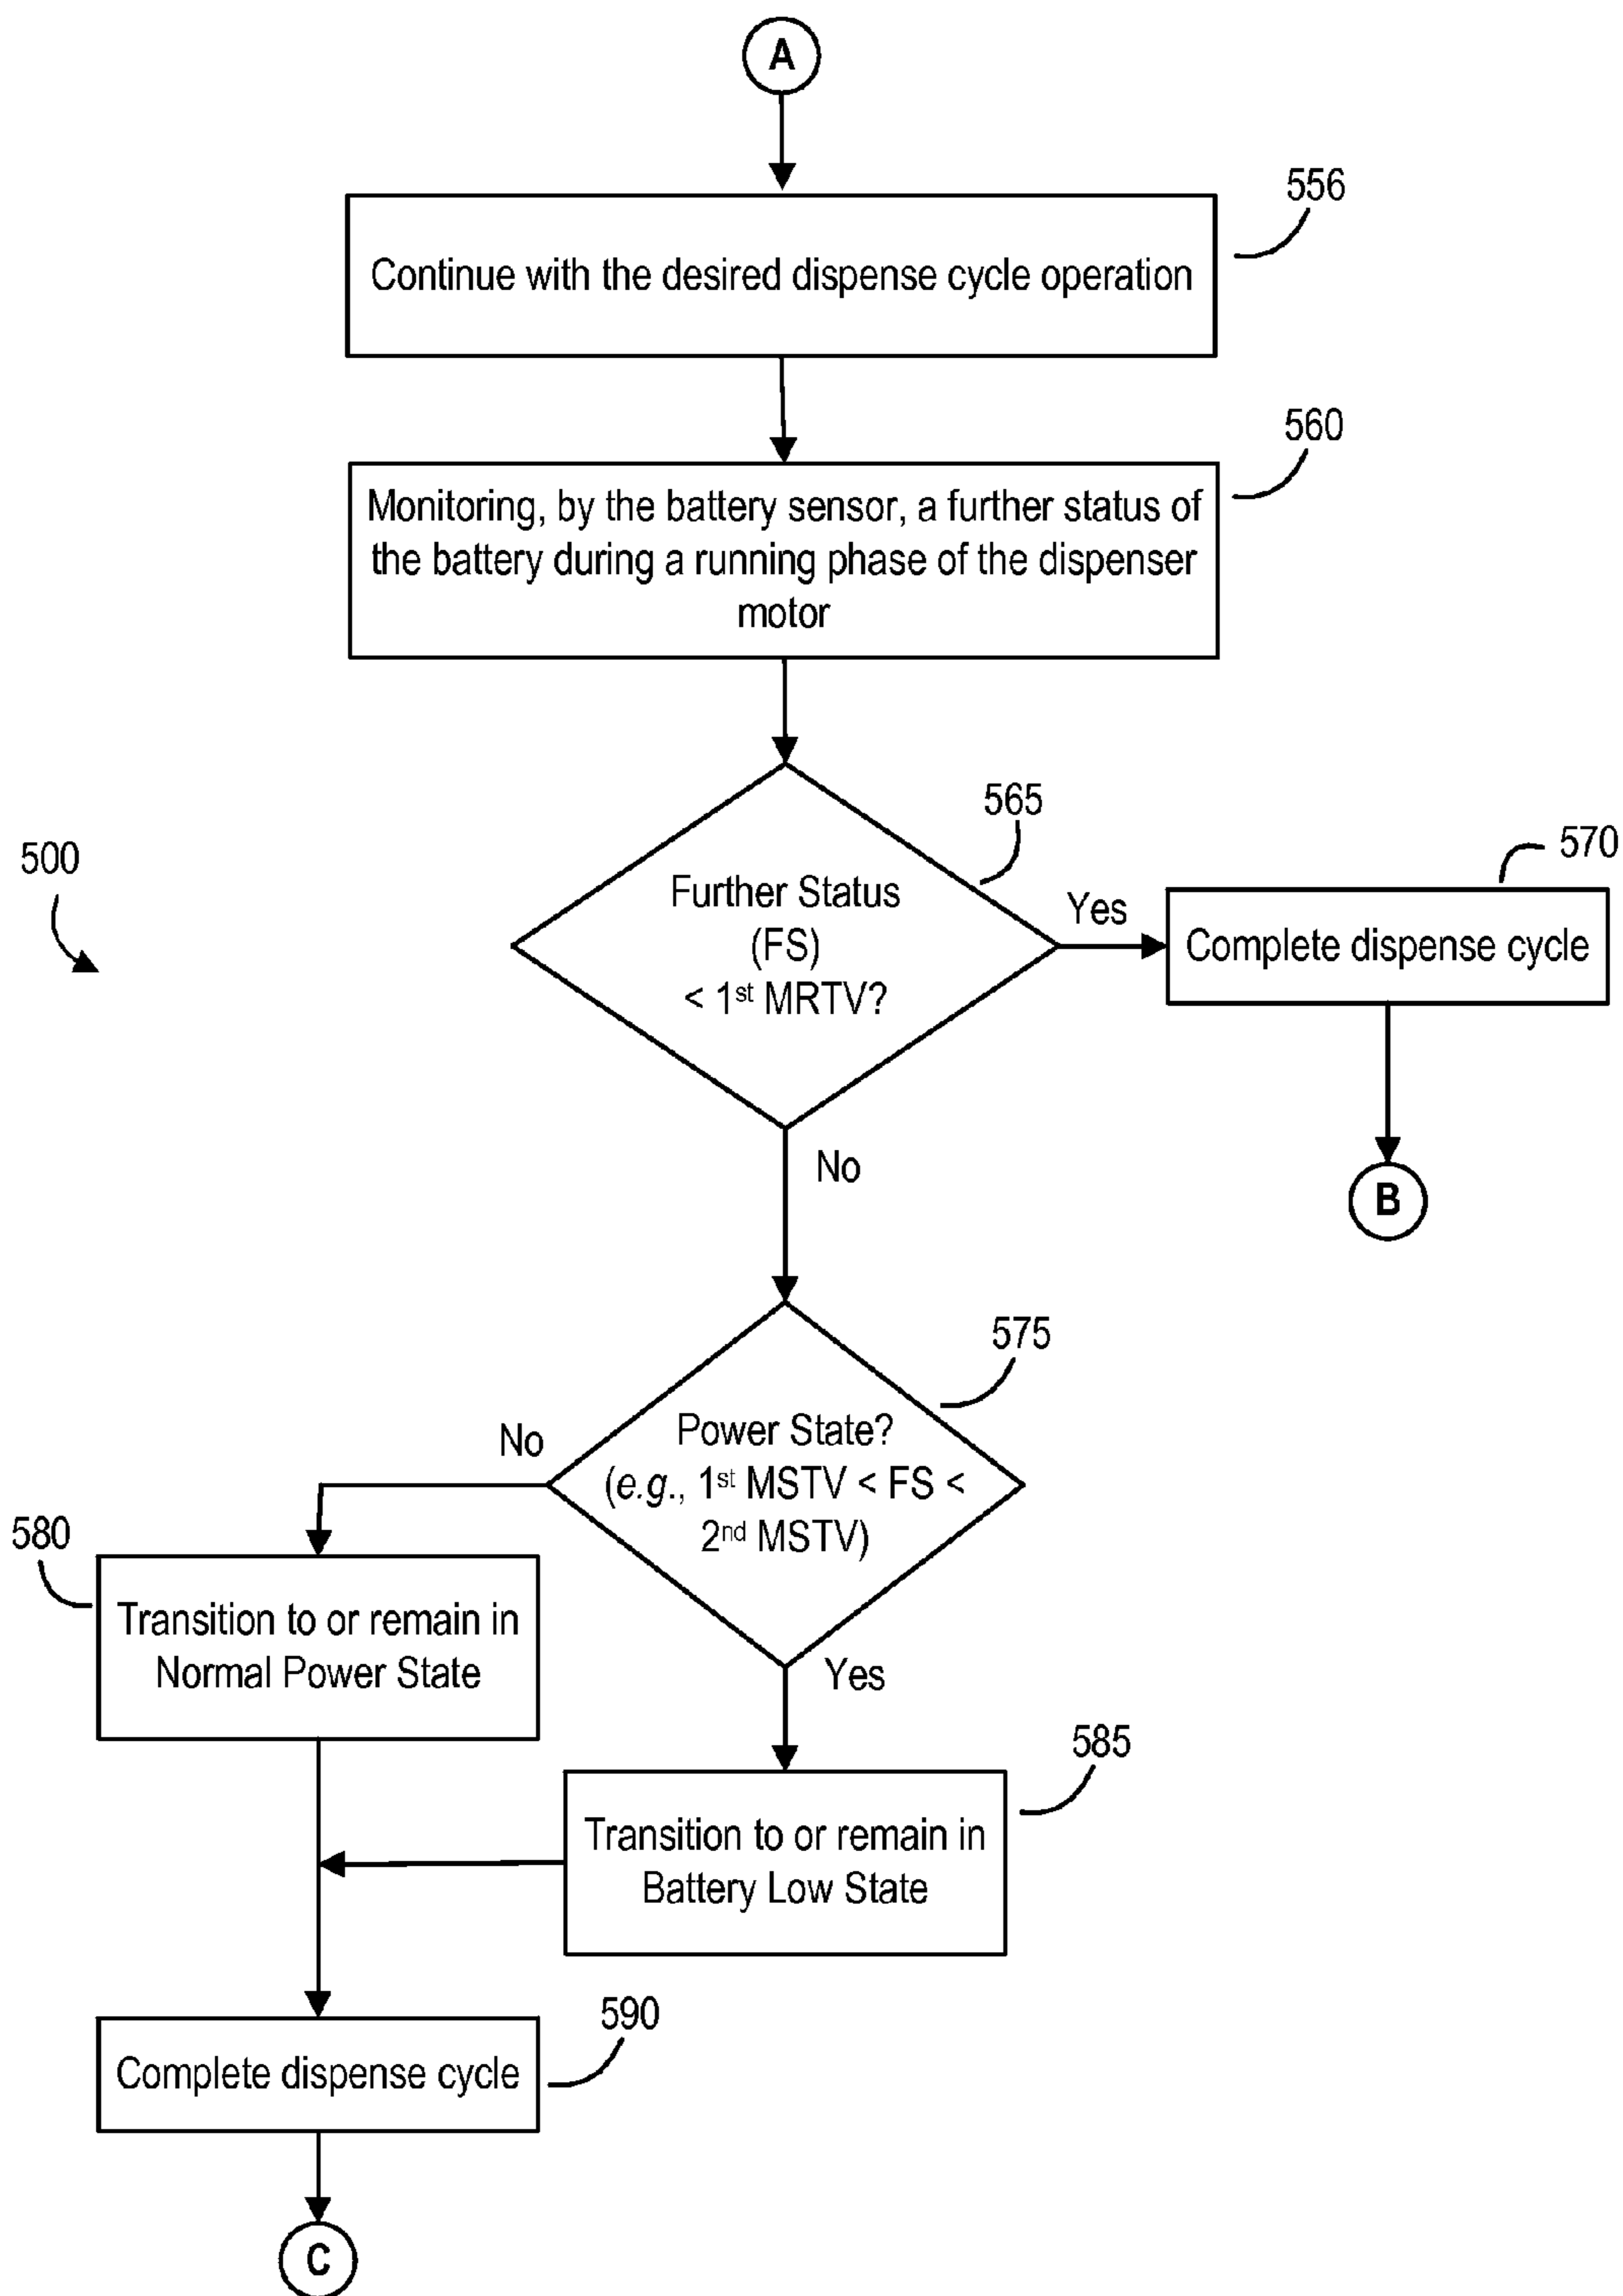 A
556
Continue with the desired dispense cycle operation
560
Monitoring, by the battery sensor, a further status of
the battery during a running phase of the dispenser
motor
565
500
570
Further Status
(FS)
< 1st MRTV?
Yes
Complete dispense cycle
No
B
575
Power State?
(e.g., 1st MSTV < FS <
2nd MSTV)
No
580
Transition to or remain in
Normal Power State
Yes
585
Transition to or remain in
Battery Low State
590
Complete dispense cycle
C